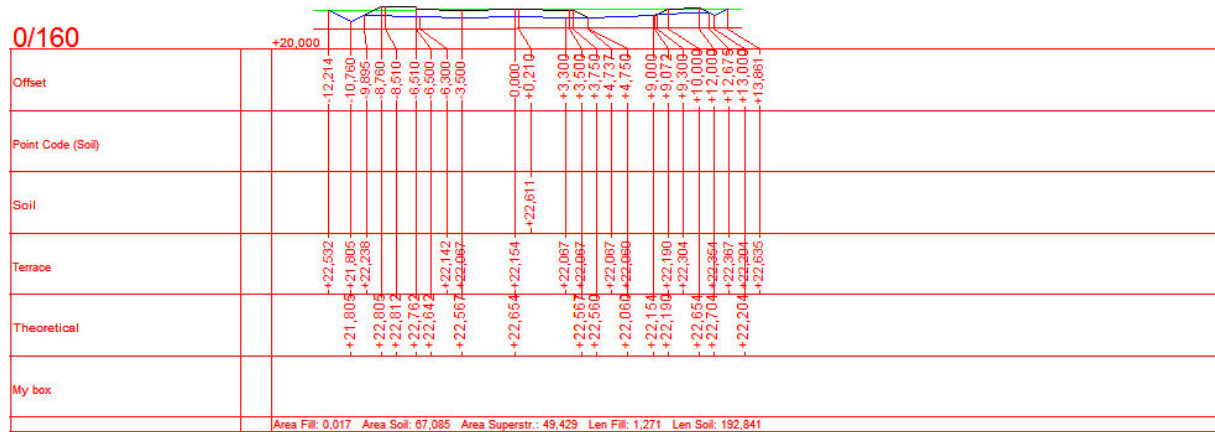 0/160
+20,000
Offset
-12,214 -10,760 -9,895 -8,760 -8,510 -6,510 -6,500 -6,300 -3,500 0,000 +0,210 +3,300 +3,500 +3,750 +4,737 +4,750 +9,000 +9,072 +9,300 +10,000 +12,000 +12,675 +13,000 +13,861
Point Code (Soil)
Soil
+22,611
Terrace
+22,532 +21,805 +22,238 +22,142 +22,067 +22,154 +22,067 +22,067 +22,067 +22,060 +22,190 +22,304 +22,354 +22,367 +22,204 +22,635
Theoretical
+21,805 +22,805 +22,812 +22,762 +22,642 +22,567 +22,654 +22,567 +22,560 +22,060 +22,154 +22,190 +22,654 +22,704 +22,204
My box
Area Fill: 0,017 Area Soil: 67,085 Area Superstr.: 49,429 Len Fill: 1,271 Len Soil: 192,841